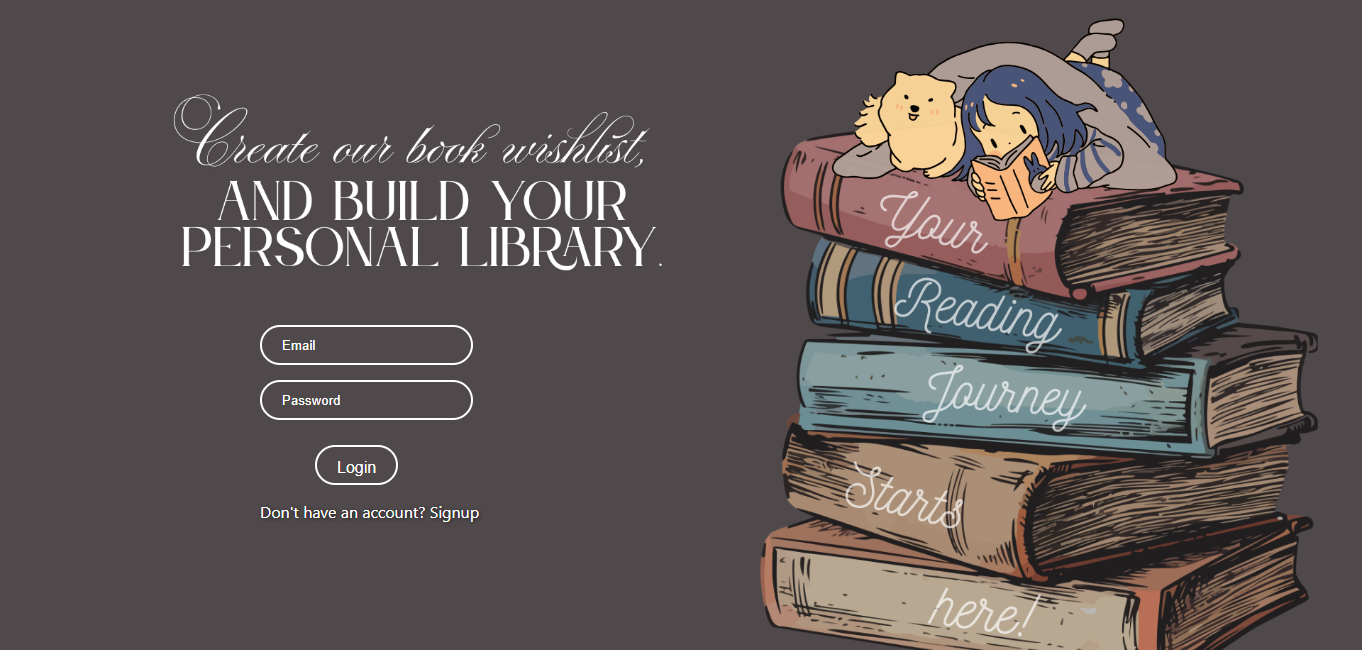 Create our book wishlist,
AND BUILD YOUR
PERSONAL LIBRARY.
Email
Password
Login
Don't have an account? Signup
Your
Reading
Journey
Starts
here!